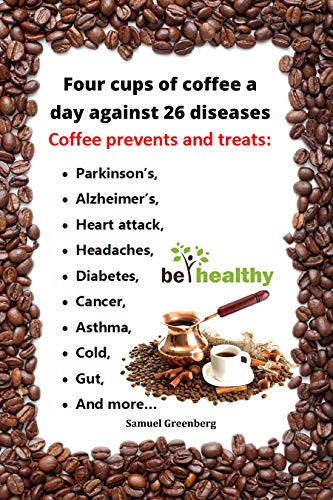 Four cups of coffee a
day against 26 diseases
Coffee prevents and treats:
• Parkinson's,
• Alzheimer's,
• Heart attack,
• Headaches,
• Diabetes,
• Cancer,
• Asthma,
• Cold,
• Gut,
• And more...
be healthy
Samuel Greenberg